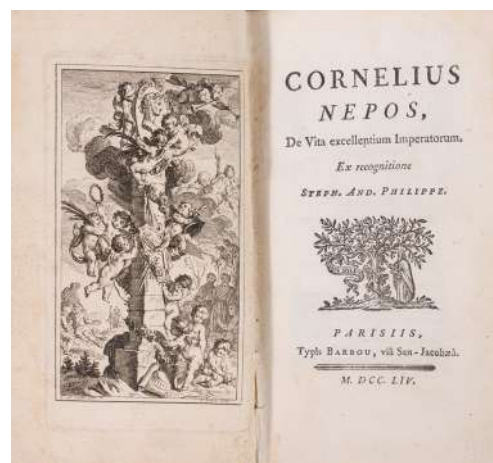 CORNELIUS
NEPOS,
De Vita excellentium Imperatorum.
Ex recognitione
STEPH. AND. PHILIPPE.
PARISIIS,
Typis BARBOU, viâ San-Jacobæâ.
M. DCC. LIV.